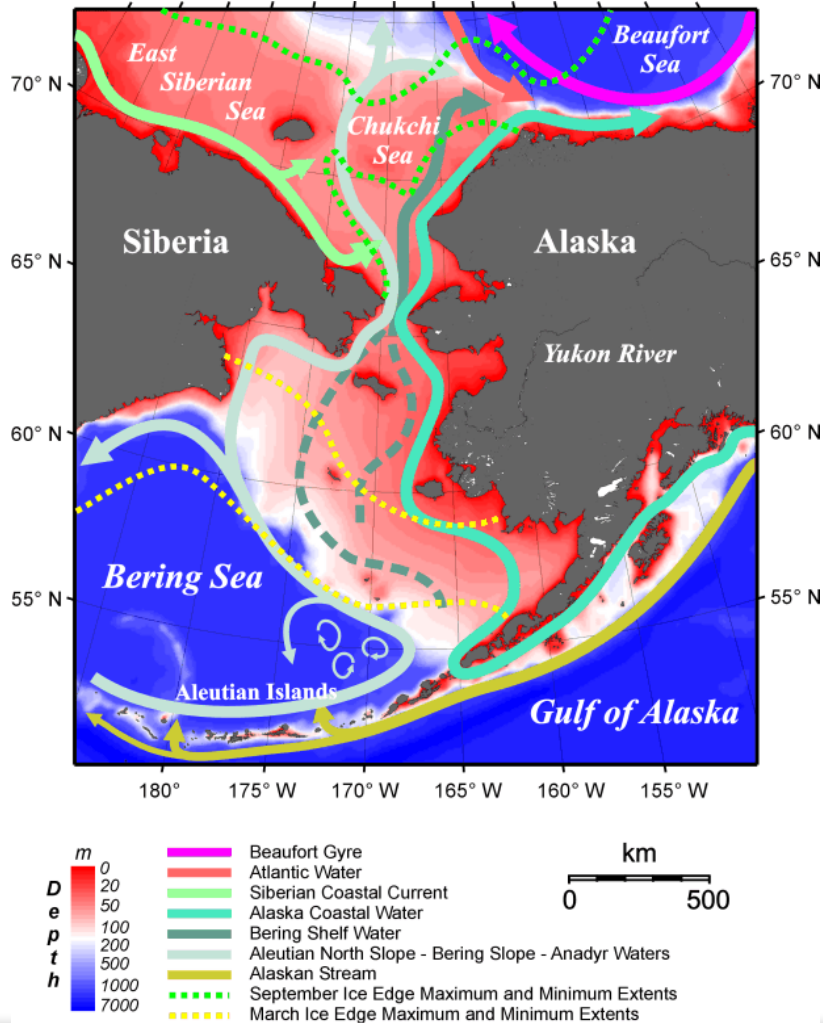 East
Siberian
Sea
Beaufort
Sea
70° N
70° N
Chukchi
Sea
Siberia
Alaska
65° N
65° N
Yukon River
60° N
60° N
Bering Sea
55° N
55° N
Aleutian Islands
Gulf of Alaska
180°
175° W
170° W
165° W
160° W
155° W
Depth
m
0
20
50
100
200
500
1000
7000
Beaufort Gyre
Atlantic Water
Siberian Coastal Current
Alaska Coastal Water
Bering Shelf Water
Aleutian North Slope - Bering Slope - Anadyr Waters
Alaskan Stream
September Ice Edge Maximum and Minimum Extents
March Ice Edge Maximum and Minimum Extents
km
0 500